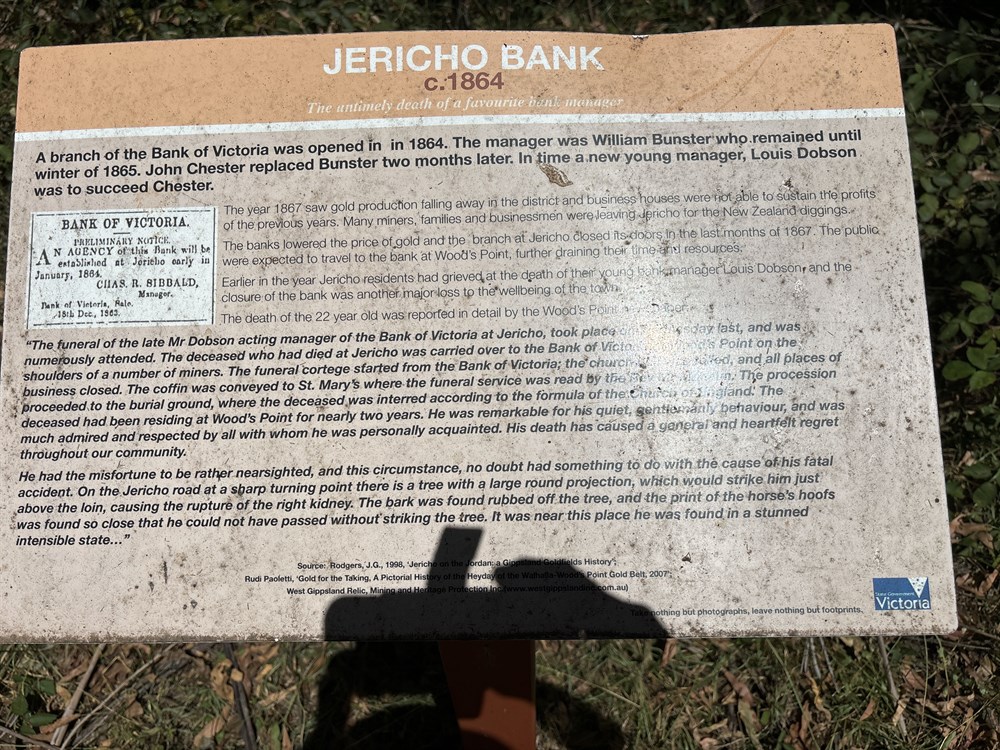 JERICHO BANK
c.1864
The untimely death of a favourite bank manager
A branch of the Bank of Victoria was opened in in 1864. The manager was William Bunster who remained until
winter of 1865. John Chester replaced Bunster two months later. In time a new young manager, Louis Dobson
was to succeed Chester.
BANK OF VICTORIA.
PRELIMINARY NOTICE.
AN AGENCY of this Bank will be
established at Jericho early in
January, 1864.
CHAS. R. SIBBALD,
Manager.
Bank of Victoria, Sale.
18th Dec., 1863.
The year 1867 saw gold production falling away in the district and business houses were not able to sustain the profits
of the previous years. Many miners, families and businessmen were leaving Jericho for the New Zealand diggings.
The banks lowered the price of gold and the branch at Jericho closed its doors in the last months of 1867. The public
were expected to travel to the bank at Wood's Point, further draining their time and resources.
Earlier in the year Jericho residents had grieved at the death of their young bank manager Louis Dobson, and the
closure of the bank was another major loss to the wellbeing of the town.
The death of the 22 year old was reported in detail by the Wood's Point
"The funeral of the late Mr Dobson acting manager of the Bank of Victoria at Jericho, took place last, and was
numerously attended. The deceased who had died at Jericho was carried over to the Bank of Point on the
shoulders of a number of miners. The funeral cortege started from the Bank of Victoria; the and all places of
business closed. The coffin was conveyed to St. Mary's where the funeral service was read by the The procession
proceeded to the burial ground, where the deceased was interred according to the formula of the Church of England. The
deceased had been residing at Wood's Point for nearly two years. He was remarkable for his quiet, gentlemanly behaviour, and was
much admired and respected by all with whom he was personally acquainted. His death has caused a general and heartfelt regret
throughout our community.
He had the misfortune to be rather nearsighted, and this circumstance, no doubt had something to do with the cause of his fatal
accident. On the Jericho road at a sharp turning point there is a tree with a large round projection, which would strike him just
above the loin, causing the rupture of the right kidney. The bark was found rubbed off the tree, and the print of the horse's hoofs
was found so close that he could not have passed without striking the tree. It was near this place he was found in a stunned
intensible state..."
Source: Rodgers, J.G., 1998, 'Jericho on the Jordan: a Gippsland Goldfields History';
Rudi Paoletti, 'Gold for the Taking, A Pictorial History of the Heyday of the Walhalla-Wood's Point Gold Belt, 2007';
West Gippsland Relic, Mining and Heritage Protection Inc
nothing but photographs, leave nothing but footprints.
State Government
Victoria